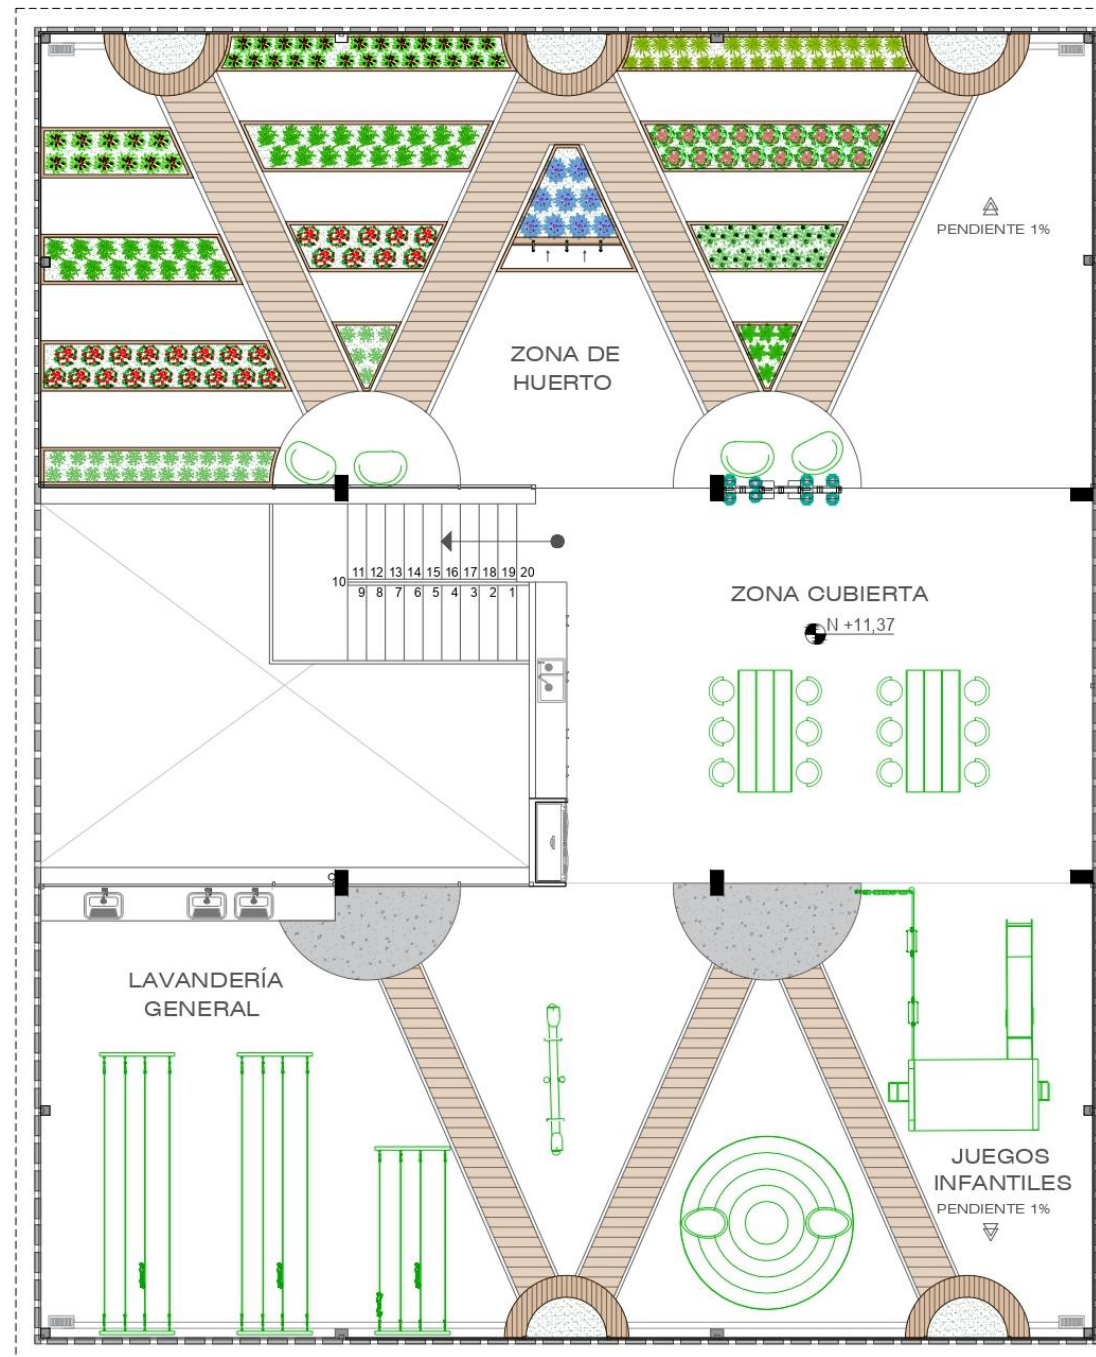 PENDIENTE 1%
ZONA DE
HUERTO
11 12 13 14 15 16 17 18 19 20
10
9 8 7 6 5 4 3 2 1
ZONA CUBIERTA
N +11,37
LAVANDERÍA
GENERAL
JUEGOS
INFANTILES
PENDIENTE 1%